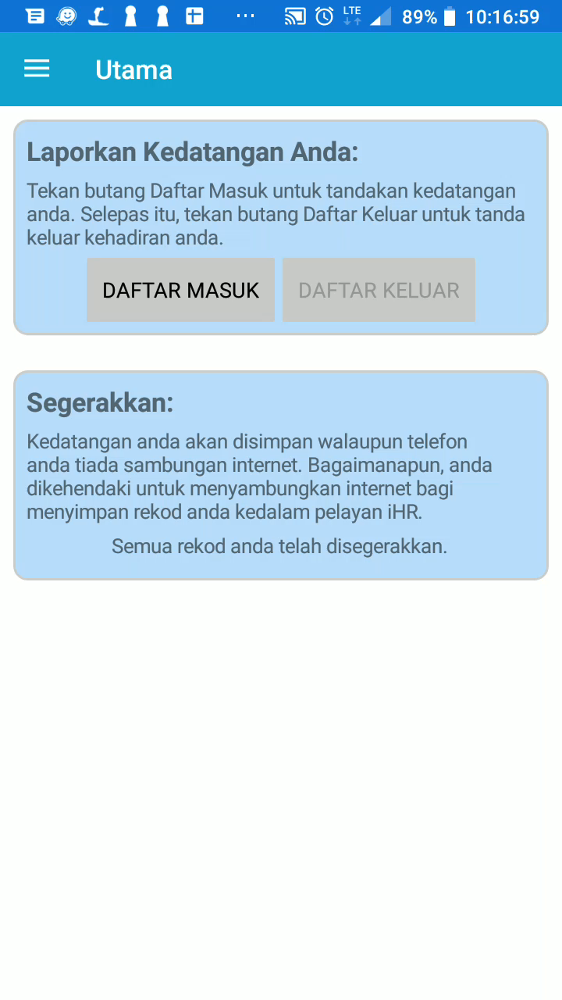 LTE 89% 10:16:59
Utama
Laporkan Kedatangan Anda:
Tekan butang Daftar Masuk untuk tandakan kedatangan
anda. Selepas itu, tekan butang Daftar Keluar untuk tanda
keluar kehadiran anda.
DAFTAR MASUK DAFTAR KELUAR
Segerakkan:
Kedatangan anda akan disimpan walaupun telefon
anda tiada sambungan internet. Bagaimanapun, anda
dikehendaki untuk menyambungkan internet bagi
menyimpan rekod anda kedalam pelayan iHR.
Semua rekod anda telah disegerakkan.